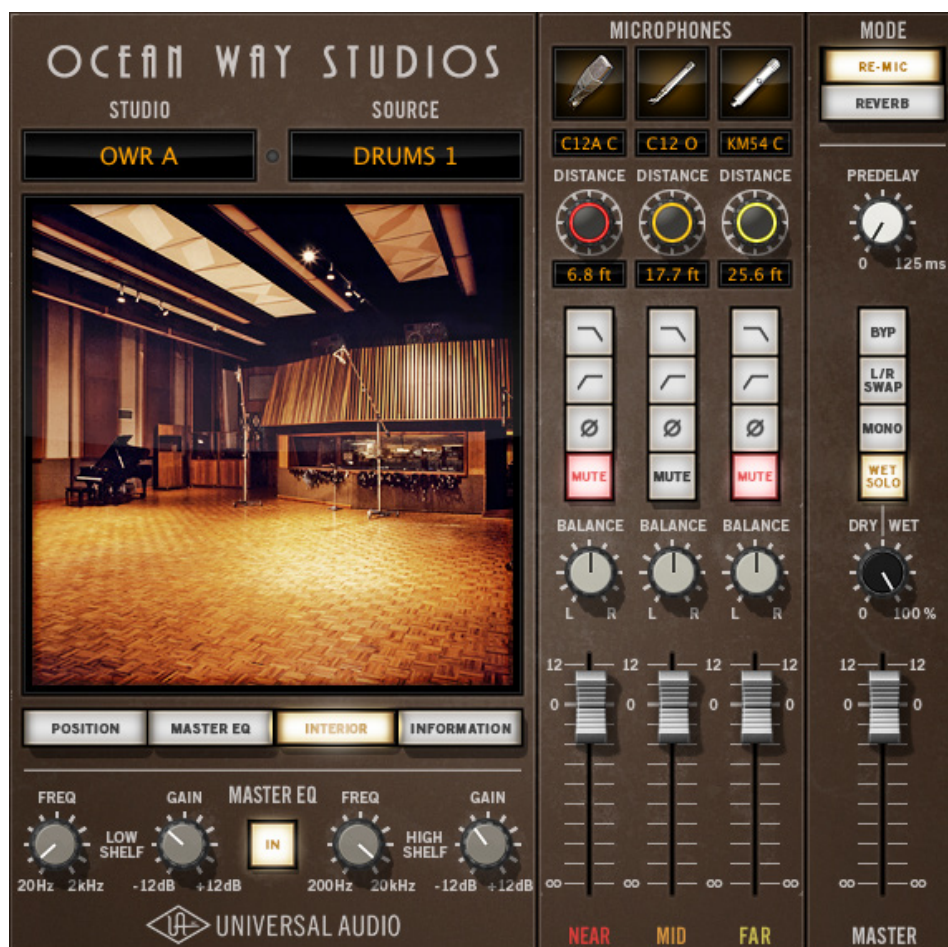 OCEAN WAY STUDIOS
STUDIO
SOURCE
OWR A
DRUMS 1
POSITION
MASTER EQ
INTERIOR
INFORMATION
MASTER EQ
FREQ
GAIN
FREQ
GAIN
LOW
SHELF
IN
HIGH
SHELF
20Hz 2kHz
-12dB +12dB
200Hz 20kHz
-12dB +12dB
UA
UNIVERSAL AUDIO
MICROPHONES
C12A C
C12 O
KM54 C
DISTANCE DISTANCE DISTANCE
6.8 ft
17.7 ft
25.6 ft
Ø
Ø
Ø
MUTE
MUTE
MUTE
BALANCE BALANCE BALANCE
L R
L R
L R
12 12 12 12
0 0 0 0
∞ ∞ ∞ ∞
NEAR
MID
FAR
MODE
RE-MIC
REVERB
PREDELAY
0 125 ms
BYP
L/R
SWAP
MONO
WET
SOLO
DRY WET
0 100 %
12 12
0 0
∞ ∞
MASTER